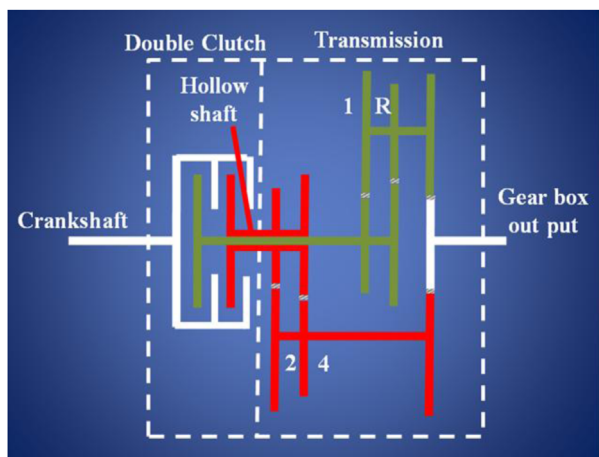 Double Clutch
Transmission
Hollow
shaft
1 R
Crankshaft
Gear box
out put
2 4